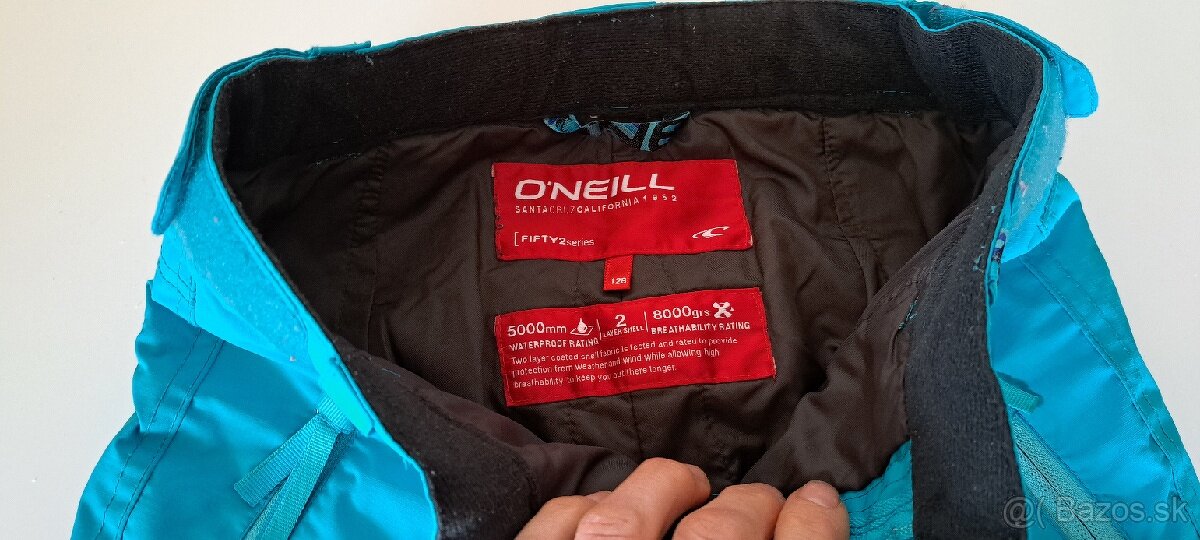 O'NEILL
SANTA CRUZ CALIFORNIA 1952
[FIFTY2series
128
5000mm
WATERPROOF RATING
2
LAYER SHELL
8000grs
BREATHABILITY RATING
Two layer coated shell fabric is tested and rated to provide
protection from weather and wind while allowing high
breathability to keep you out there longer.
@( Bazos.sk